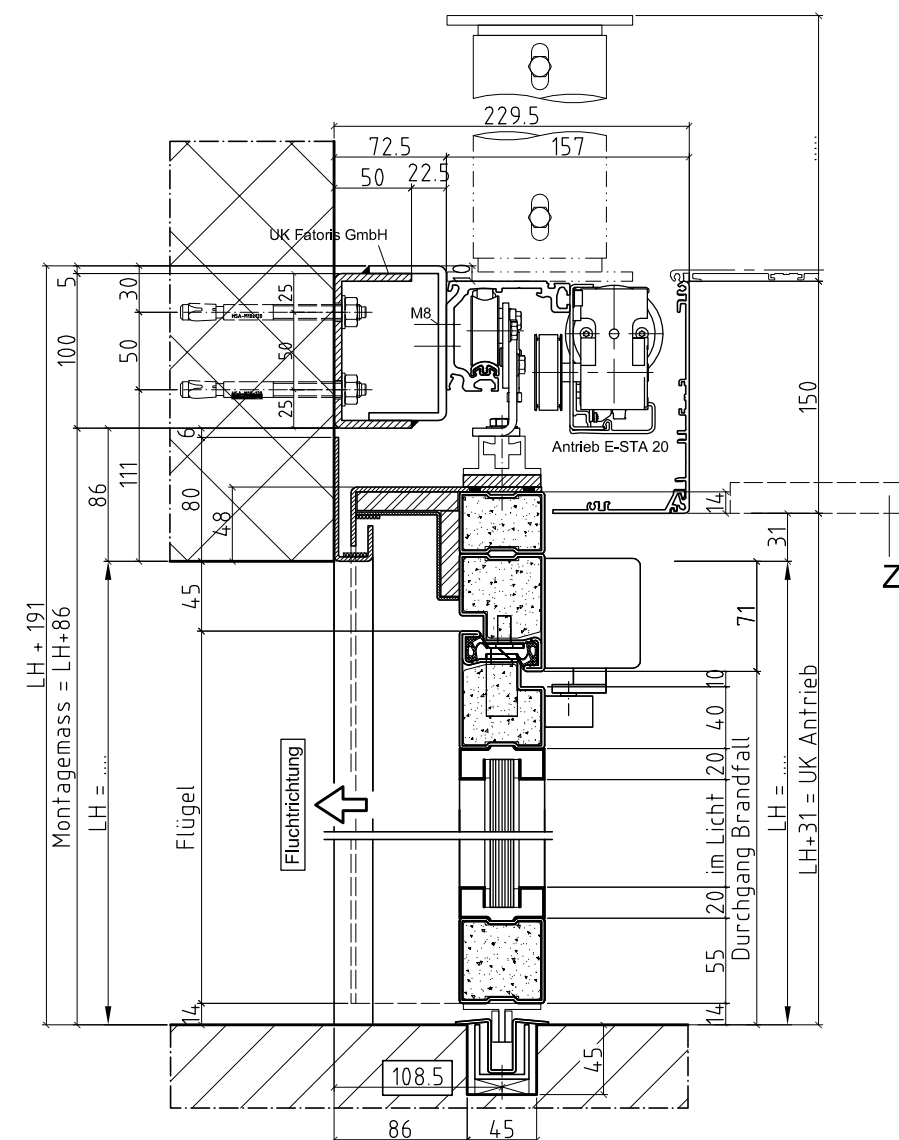 229.5
72.5
157
50
22.5
UK Fatoris GmbH
....
5
30
25
10
M8
100
50
50
25
150
6
Antrieb E-STA 20
86
111
80
48
14
31
Z
45
71
LH + 191
Montagemass = LH+86
LH = ....
Flügel
Fluchtrichtung
10
40
20
im Licht
20
55
14
Durchgang Brandfall
LH = ....
LH+31 = UK Antrieb
14
108.5
45
86
45